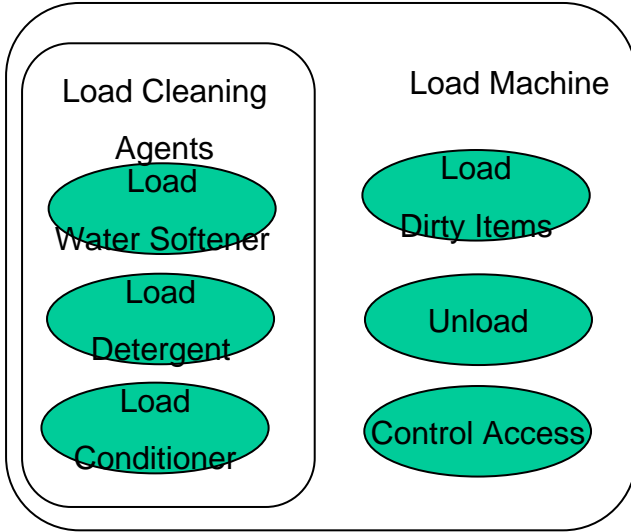 Load Cleaning
Agents
Load
Water Softener
Load
Detergent
Load
Conditioner
Load Machine
Load
Dirty Items
Unload
Control Access